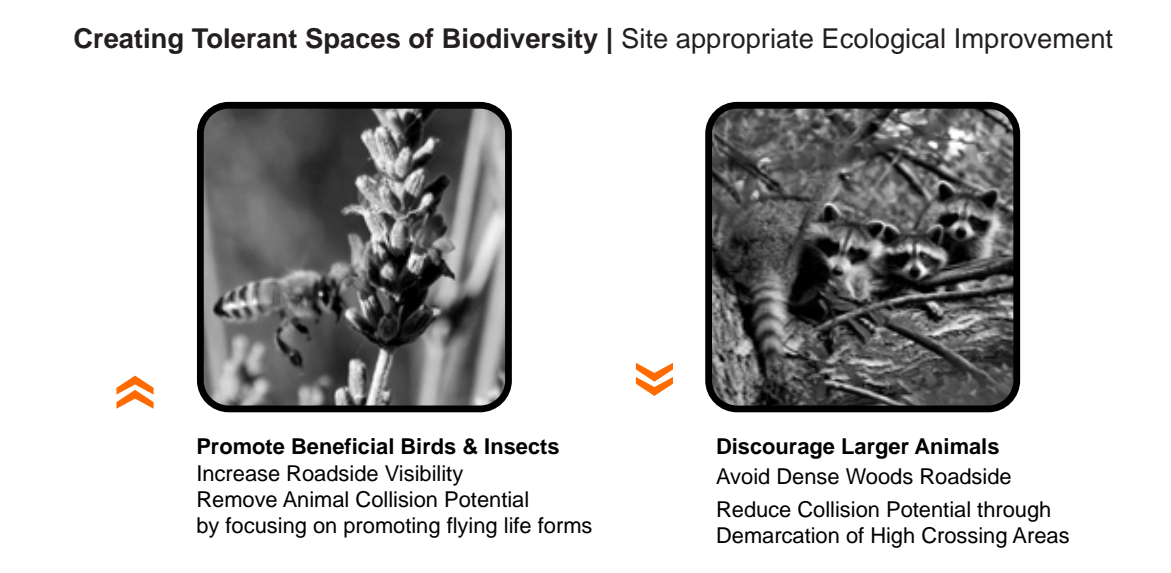 Creating Tolerant Spaces of Biodiversity | Site appropriate Ecological Improvement
Promote Beneficial Birds & Insects
Increase Roadside Visibility
Remove Animal Collision Potential
by focusing on promoting flying life forms
Discourage Larger Animals
Avoid Dense Woods Roadside
Reduce Collision Potential through
Demarcation of High Crossing Areas